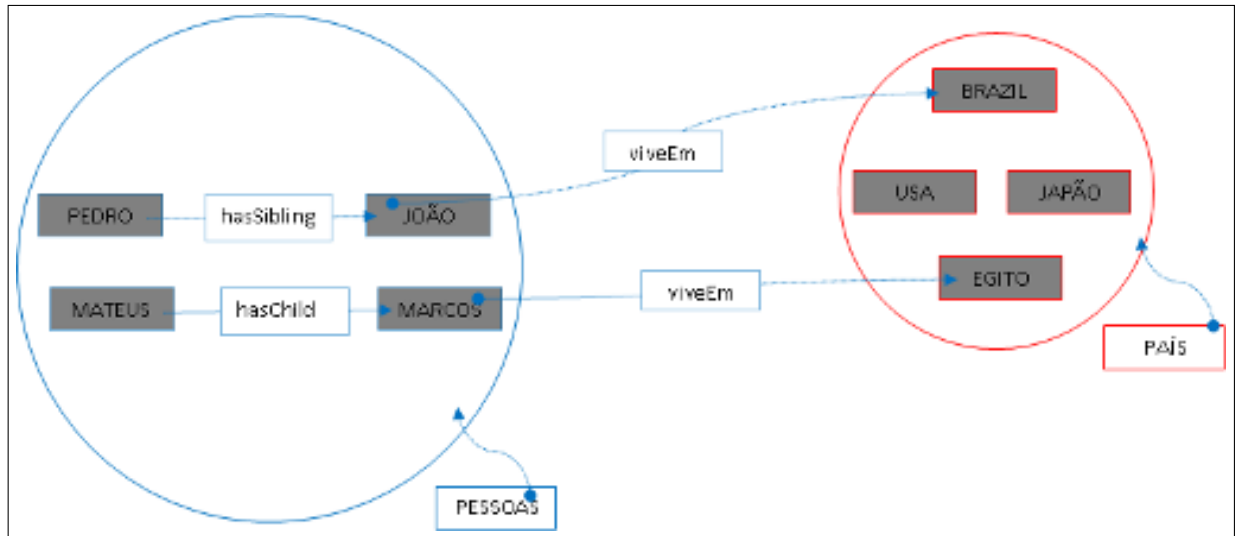 BRAZIL
viveEm
USA
JAPÃO
PEDRO
hasSibling
JOÃO
EGITO
viveEm
MATEUS
hasChild
MARCOS
PAÍS
PESSOAS